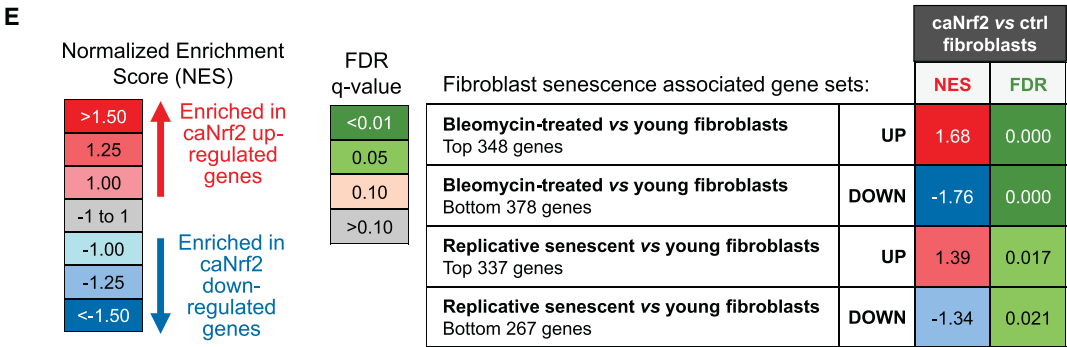 E
Normalized Enrichment
Score (NES)
>1.50
1.25
1.00
-1 to 1
-1.00
-1.25
<-1.50
Enriched in
caNrf2 up-
regulated
genes
Enriched in
caNrf2
down-
regulated
genes
FDR
q-value
<0.01
0.05
0.10
>0.10
caNrf2 vs ctrl
fibroblasts
Fibroblast senescence associated gene sets:
NES
FDR
Bleomycin-treated vs young fibroblasts
Top 348 genes
UP
1.68
0.000
Bleomycin-treated vs young fibroblasts
Bottom 378 genes
DOWN
-1.76
0.000
Replicative senescent vs young fibroblasts
Top 337 genes
UP
1.39
0.017
Replicative senescent vs young fibroblasts
Bottom 267 genes
DOWN
-1.34
0.021